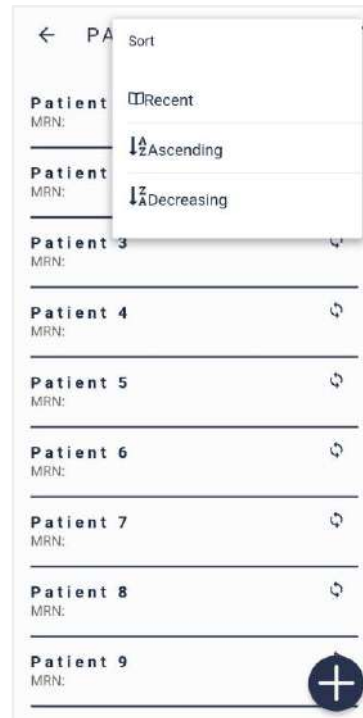 PA
Sort
Recent
Ascending
Decreasing
Patient
MRN:
Patient
MRN:
Patient 3
MRN:
Patient 4
MRN:
Patient 5
MRN:
Patient 6
MRN:
Patient 7
MRN:
Patient 8
MRN:
Patient 9
MRN: